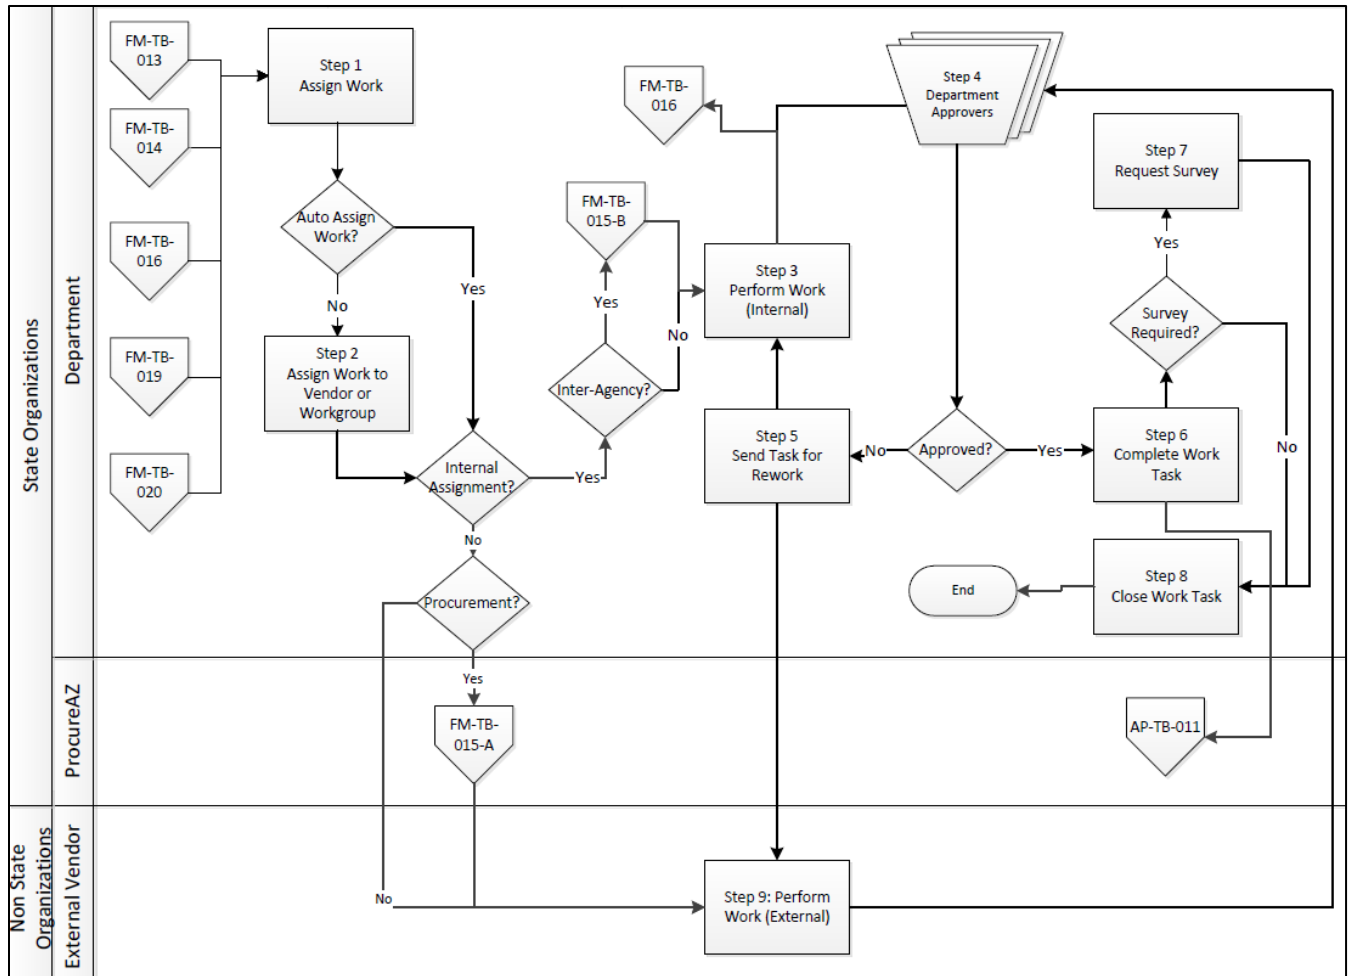 State Organizations
Department
FM-TB-
013
FM-TB-
014
FM-TB-
016
FM-TB-
019
FM-TB-
020
Step 1
Assign Work
Auto Assign
Work?
No
Yes
Step 2
Assign Work to
Vendor or
Workgroup
Internal
Assignment?
Yes
No
Procurement?
FM-TB-
015-B
Yes
Inter-Agency?
No
FM-TB-
016
Step 3
Perform Work
(Internal)
Step 4
Department
Approvers
Step 5
Send Task for
Rework
No
Approved?
Yes
Step 6
Complete Work
Task
Step 7
Request Survey
Yes
Survey
Required?
No
Step 8
Close Work Task
End
ProcureAZ
Yes
FM-TB-
015-A
AP-TB-011
Non State
Organizations
External Vendor
No
Step 9: Perform
Work (External)